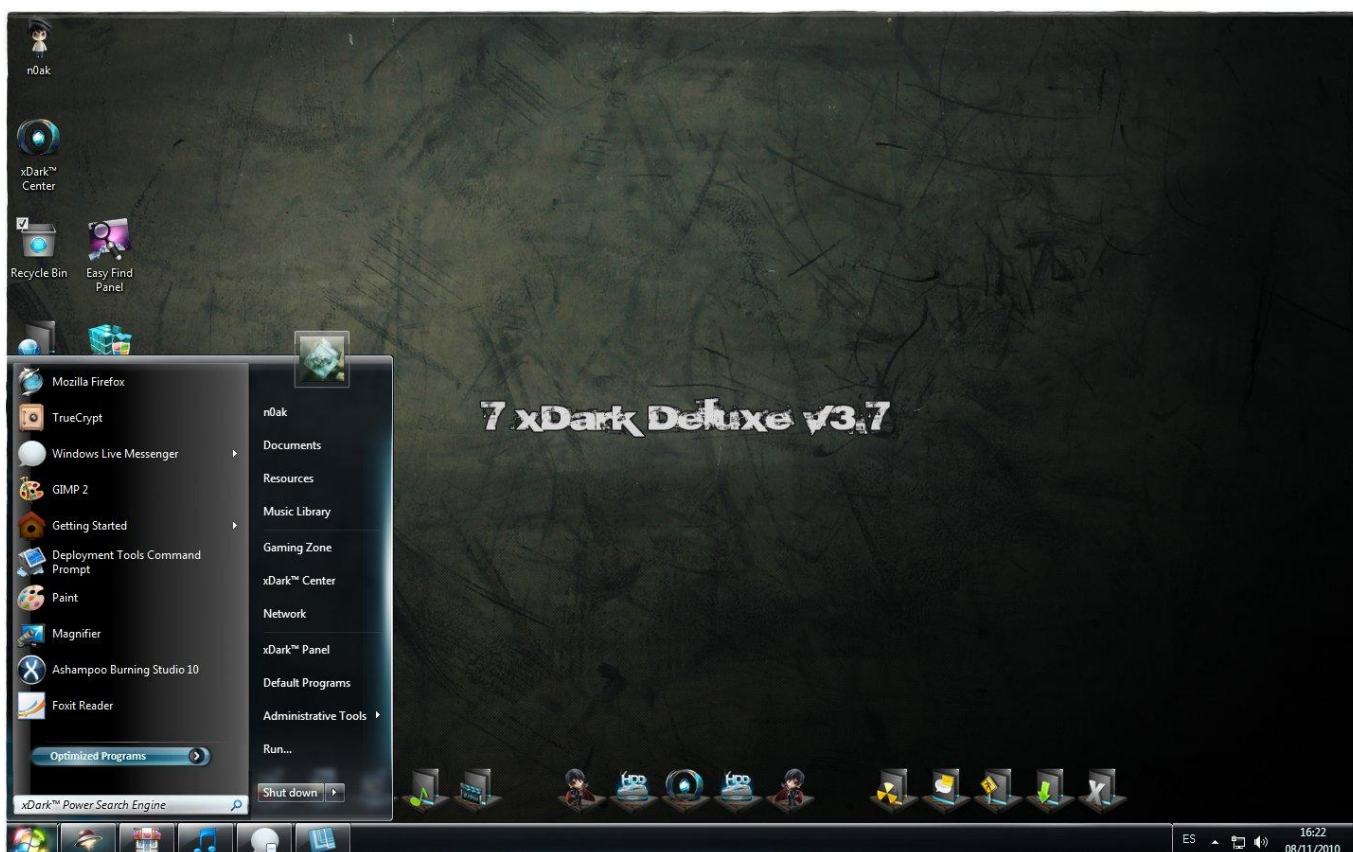 n0ak
xDark™
Center
Recycle Bin
Easy Find
Panel
7 xDark Deluxe v3.7
Mozilla Firefox
TrueCrypt
Windows Live Messenger
GIMP 2
Getting Started
Deployment Tools Command
Prompt
Paint
Magnifier
Ashampoo Burning Studio 10
Foxit Reader
Optimized Programs
xDark™ Power Search Engine
n0ak
Documents
Resources
Music Library
Gaming Zone
xDark™ Center
Network
xDark™ Panel
Default Programs
Administrative Tools
Run...
Shut down
HDD
HDD
ES
16:22
08/11/2010